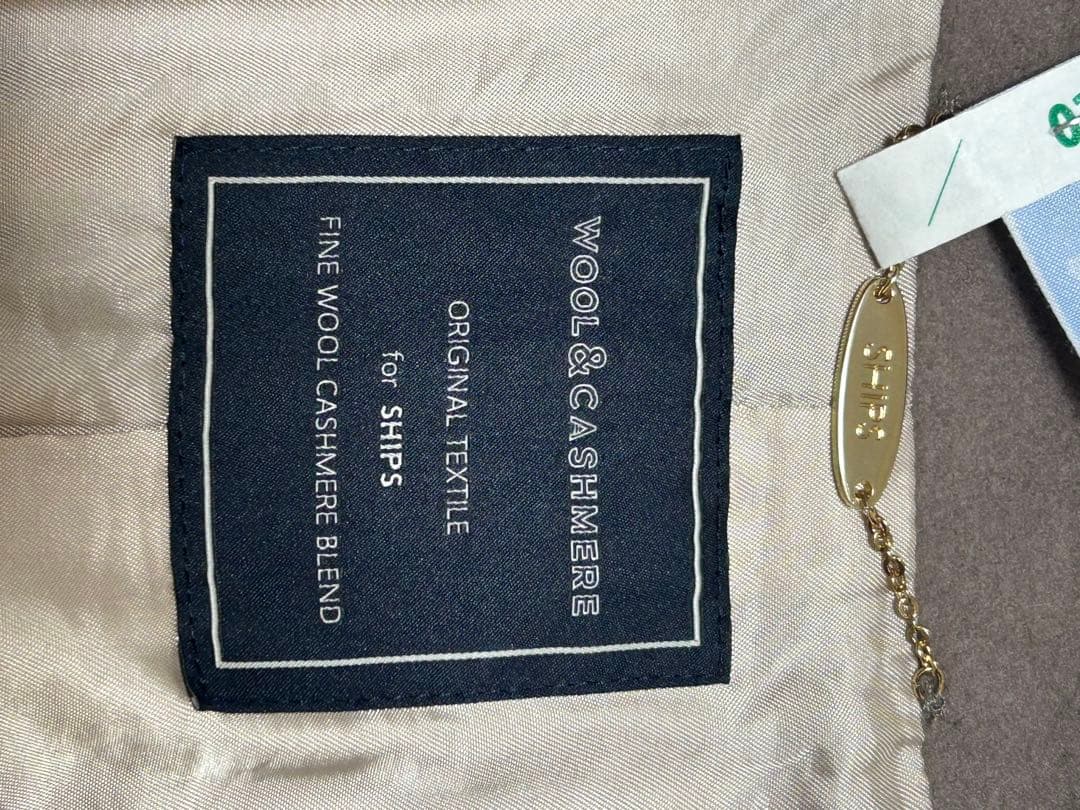 WOOL&CASHMERE
ORIGINAL TEXTILE
for SHIPS
FINE WOOL CASHMERE BLEND
SHIPS